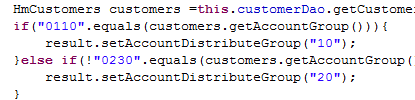 HmCustomers customers =this.customerDao.getCustome
if("0110".equals(customers.getAccountGroup())){
result.setAccountDistributeGroup("10");
}else if(!"0230".equals(customers.getAccountGroup(
result.setAccountDistributeGroup("20");
}